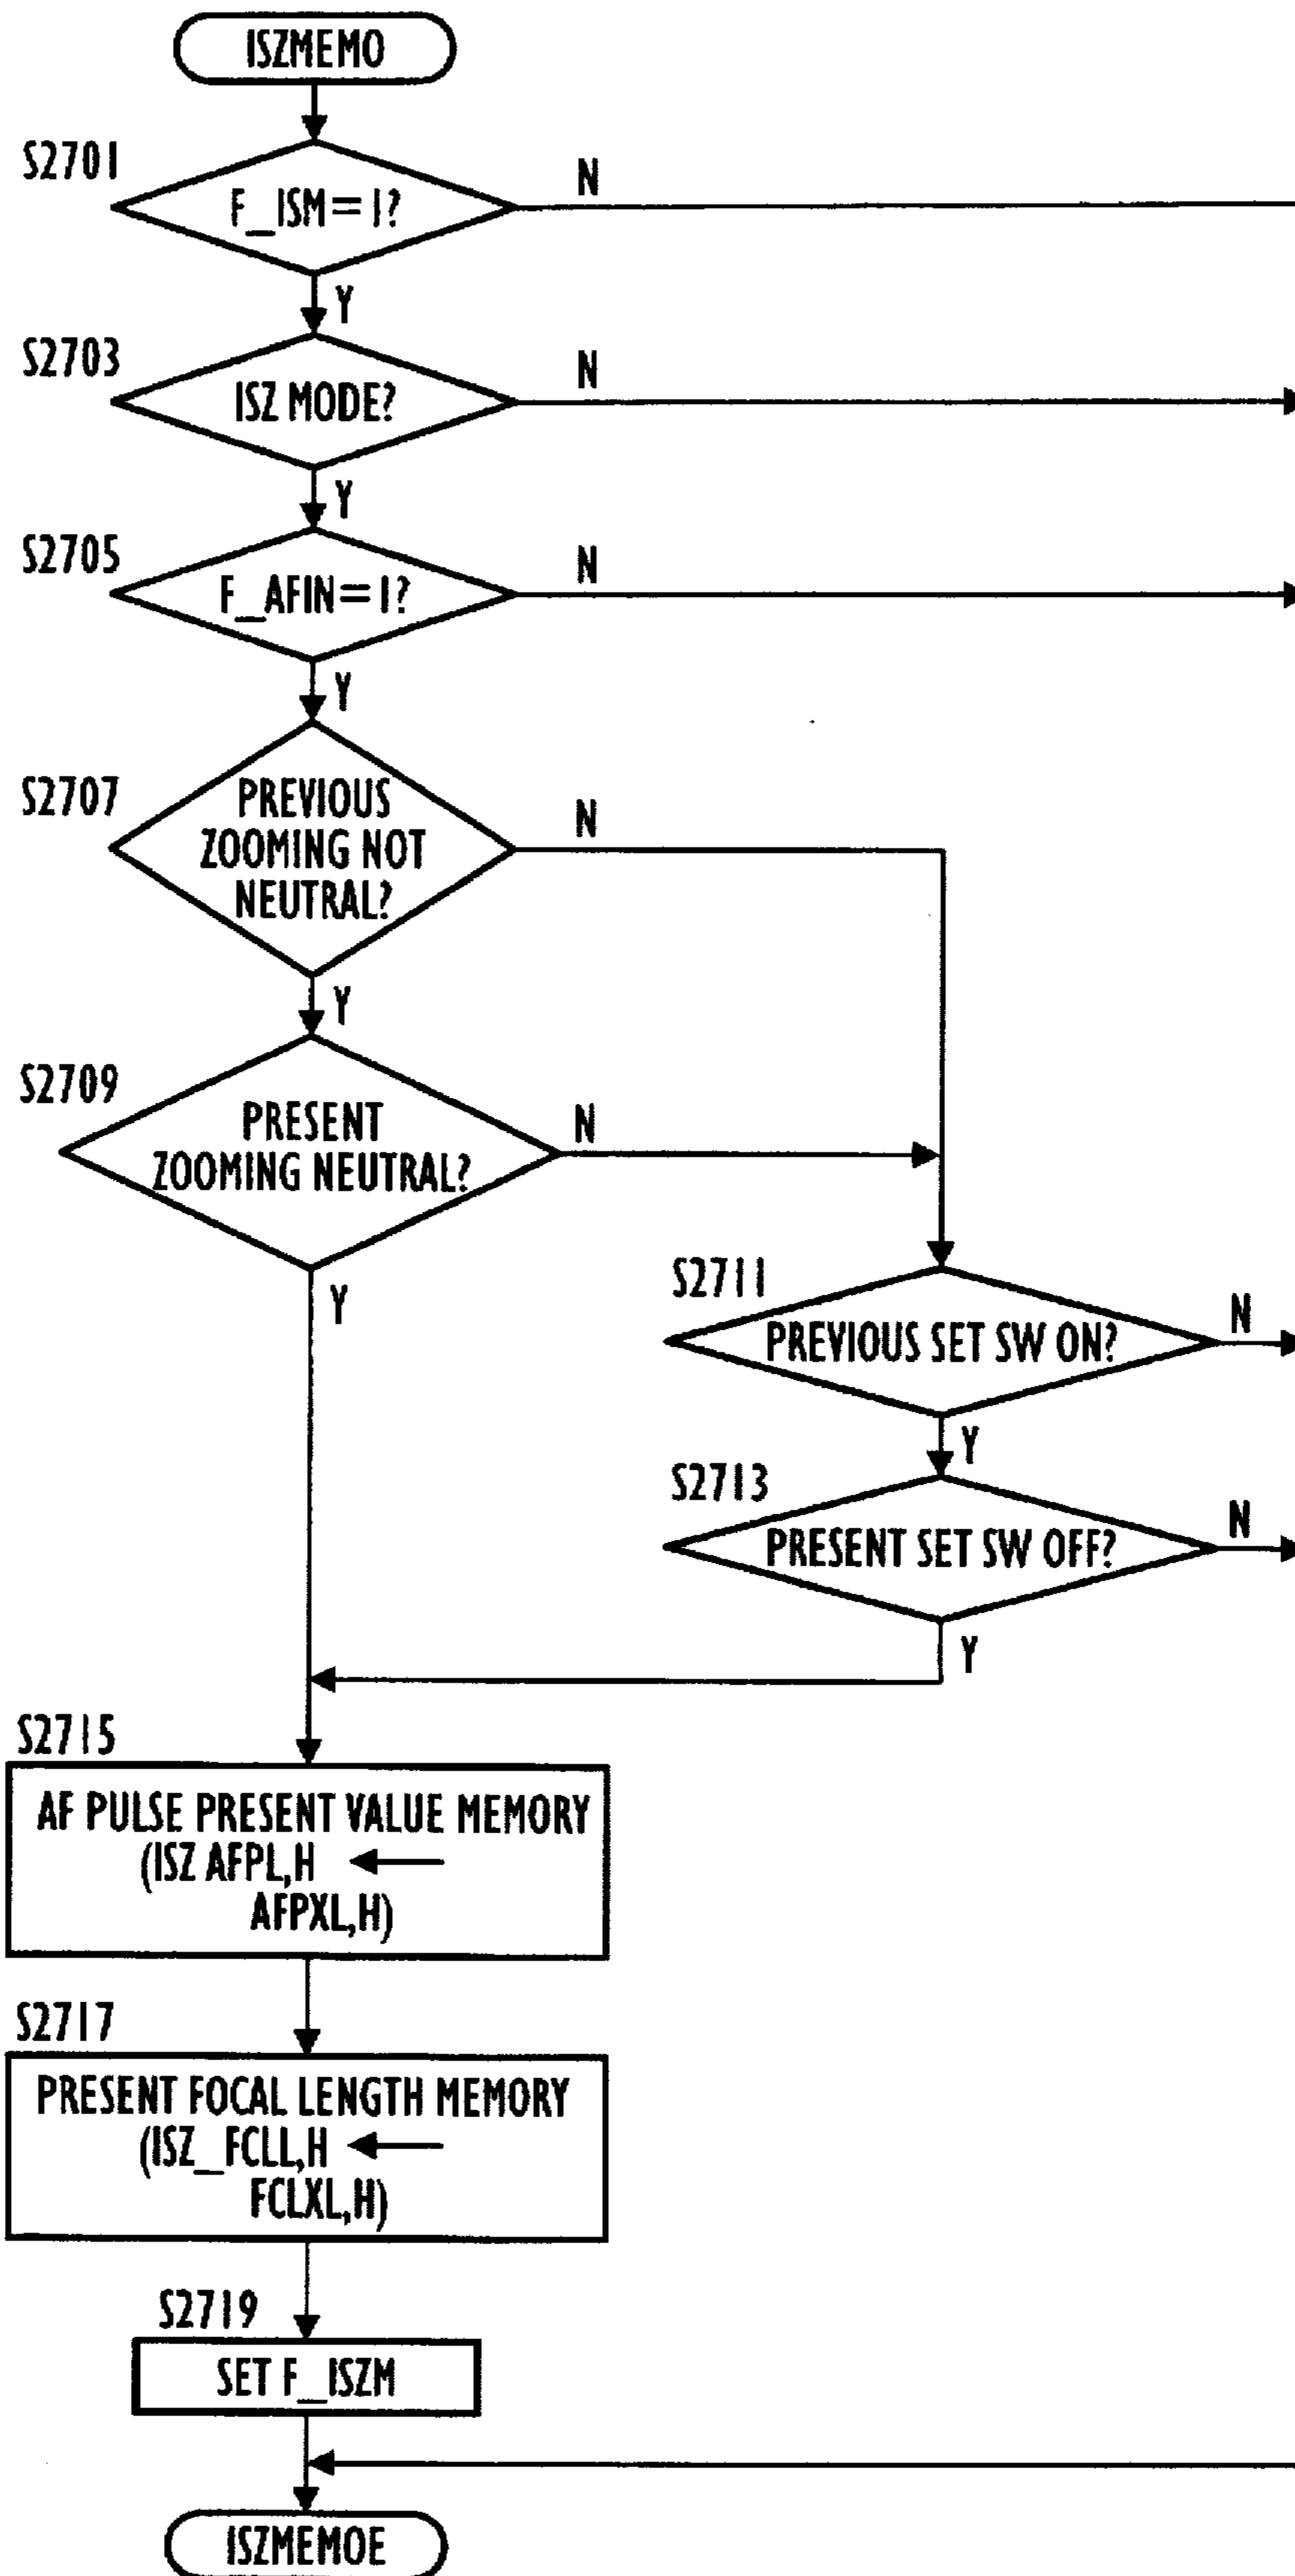 ISZMEMO
S2701
F_ISM=1?
N
Y
S2703
ISZ MODE?
N
Y
S2705
F_AFIN=1?
N
Y
S2707
PREVIOUS
ZOOMING NOT
NEUTRAL?
N
Y
S2709
PRESENT
ZOOMING NEUTRAL?
N
Y
S2711
PREVIOUS SET SW ON?
N
Y
S2713
PRESENT SET SW OFF?
N
Y
S2715
AF PULSE PRESENT VALUE MEMORY
(ISZ AFPL,H ←
AFPXL,H)
S2717
PRESENT FOCAL LENGTH MEMORY
(ISZ_FCLL,H ←
FCLXL,H)
S2719
SET F_ISZM
ISZMEMOE